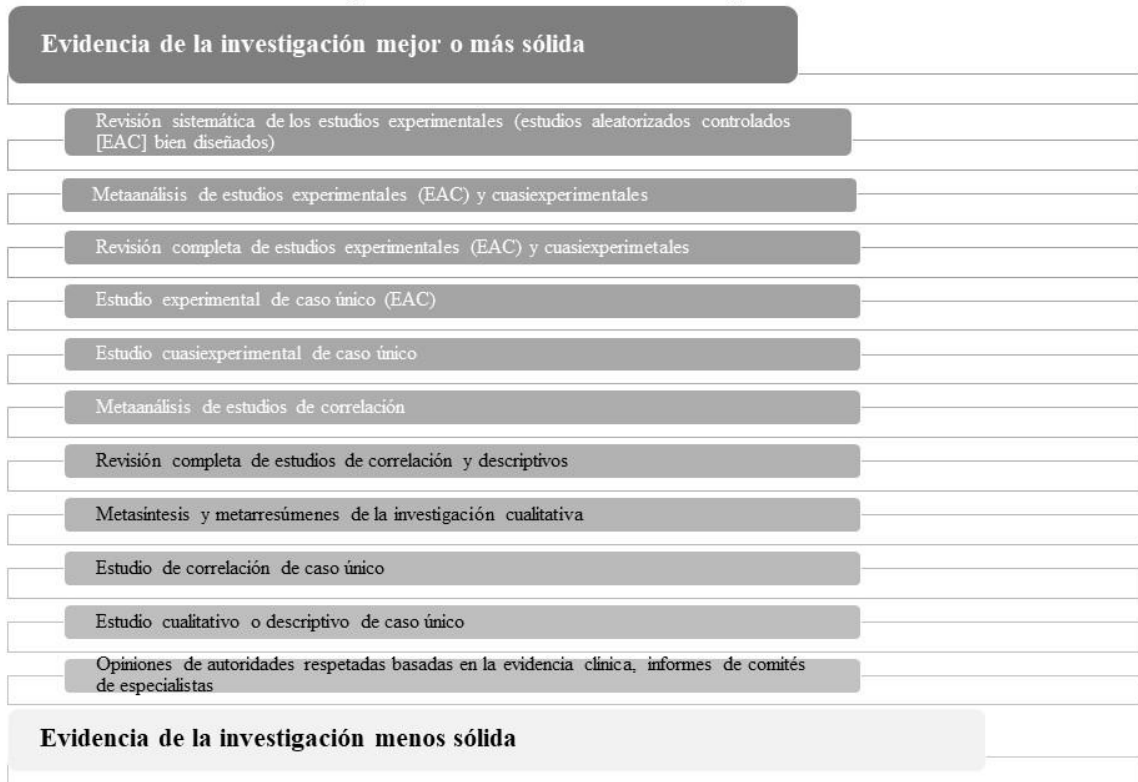 Evidencia de la investigación mejor o más sólida
Revisión sistemática de los estudios experimentales (estudios aleatorizados controlados
[EAC] bien diseñados)
Metaanálisis de estudios experimentales (EAC) y cuasiexperimentales
Revisión completa de estudios experimentales (EAC) y cuasiexperimetales
Estudio experimental de caso único (EAC)
Estudio cuasiexperimental de caso único
Metaanálisis de estudios de correlación
Revisión completa de estudios de correlación y descriptivos
Metasíntesis y metarresúmenes de la investigación cualitativa
Estudio de correlación de caso único
Estudio cualitativo o descriptivo de caso único
Opiniones de autoridades respetadas basadas en la evidencia clínica, informes de comités
de especialistas
Evidencia de la investigación menos sólida